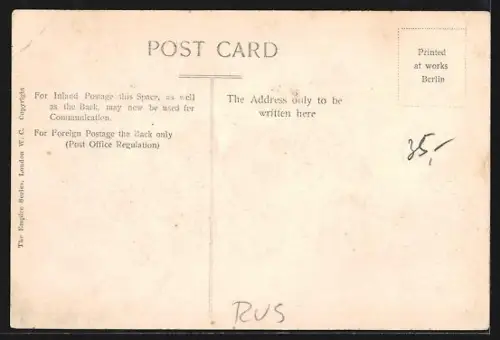 POST CARD
Printed
at works
Berlin
For Inland Postage this Space, as well
as the Back, may now be used for
Communication.
For Foreign Postage the Back only
(Post Office Regulation)
The Address only to be
written here
35,-
The Empire Series, London W. C. Copyright
RUS